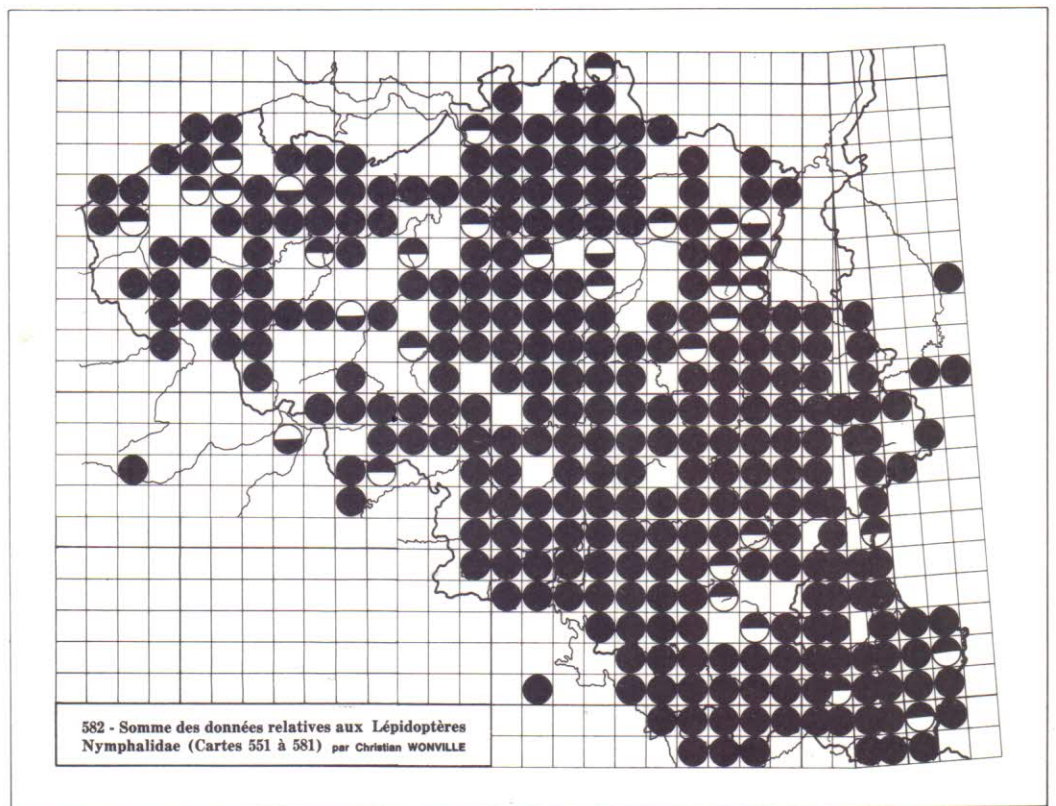 582 - Somme des données relatives aux Lépidoptères
Nymphalidae (Cartes 551 à 581) par Christian WONVILLE